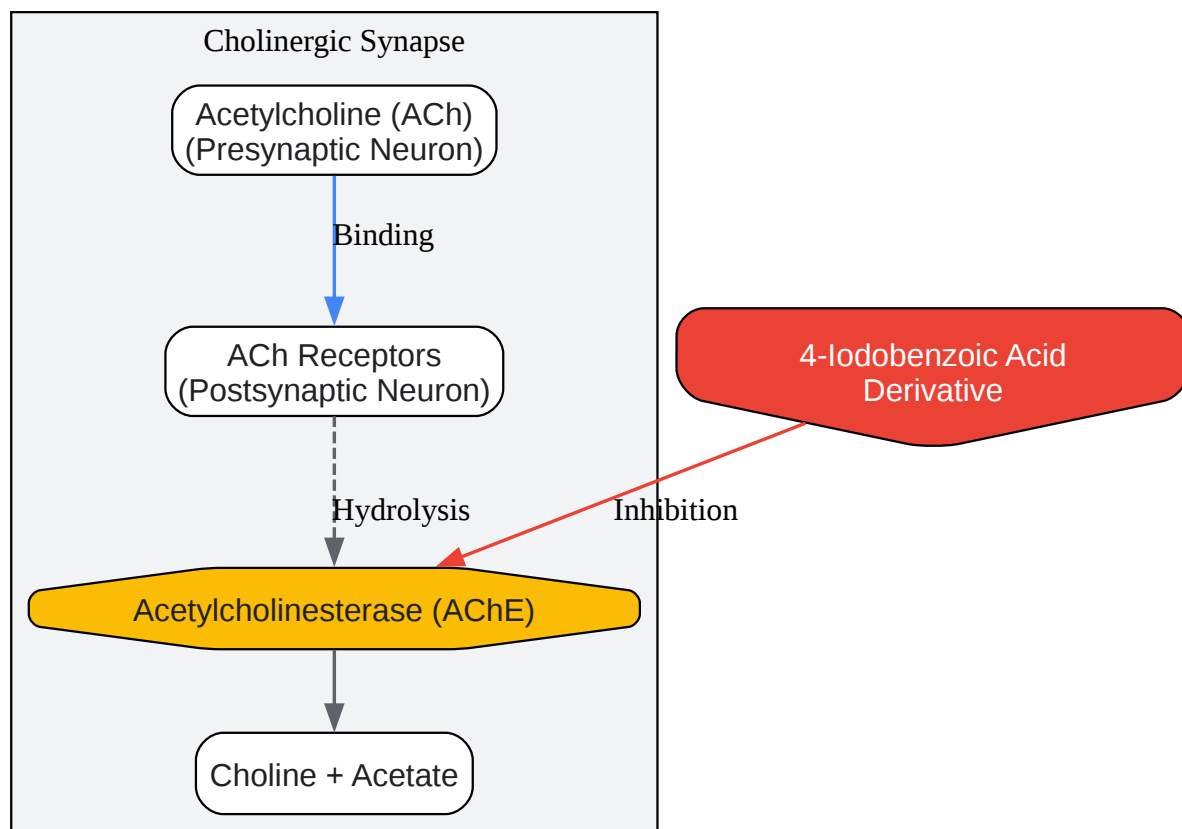 Cholinergic Synapse
Acetylcholine (ACh)
(Presynaptic Neuron)
Binding
ACh Receptors
(Postsynaptic Neuron)
4-Iodobenzoic Acid
Derivative
Hydrolysis
Inhibition
Acetylcholinesterase (AChE)
Choline + Acetate